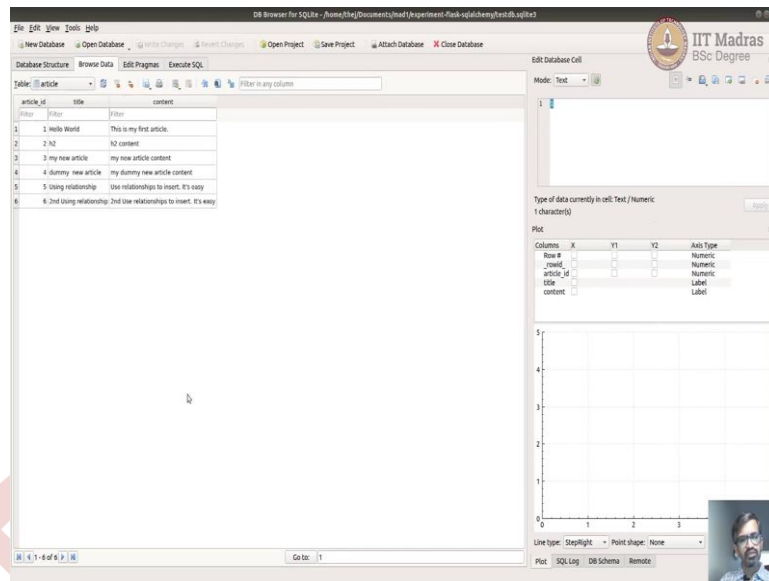 DB Browser for SQLite - /home/thej/Documents/mad1/experiment-flask-sqlalchemy/testdb.sqlite3
File Edit View Tools Help
New Database Open Database Write Changes Revert Changes Open Project Save Project Attach Database Close Database
IIT Madras
BSc Degree
Database Structure Browse Data Edit Pragmas Execute SQL
Table: article Filter in any column
article_id title content
Filter Filter Filter
1 1 Hello World This is my first article.
2 2 h2 h2 content
3 3 my new article my new article content
4 4 dummy new article my dummy new article content
5 5 Using relationship Use relationships to insert. It's easy
6 6 2nd Using relationship 2nd Use relationships to insert. It's easy
1 - 6 of 6 Go to: 1
Edit Database Cell
Mode: Text
1
Type of data currently in cell: Text / Numeric
1 character(s)
Apply
Plot
Columns X Y1 Y2 Axis Type
Row # Numeric
_rowid_ Numeric
article_id Numeric
title Label
content Label
5
4
3
2
1
0
0 1 2 3
Line type: StepRight Point shape: None
Plot SQL Log DB Schema Remote